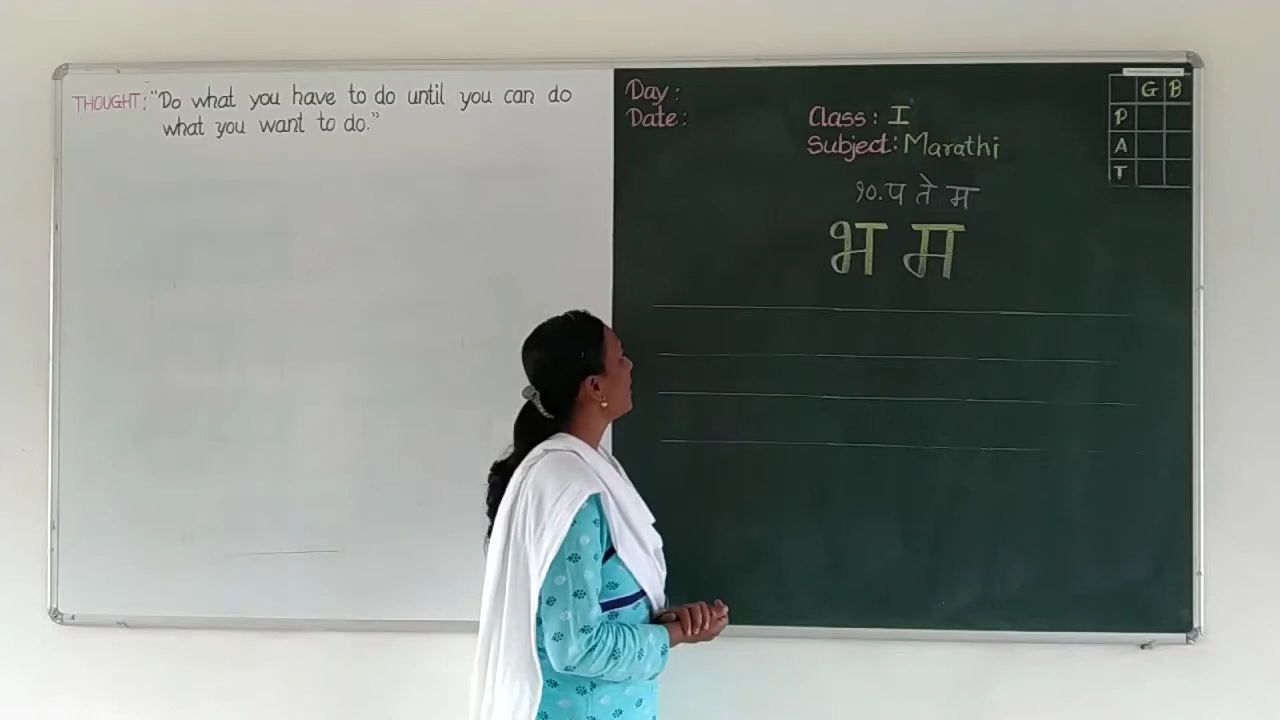 THOUGHT: "Do what you have to do until you can do
what you want to do."
Day:
Date:
Class: I
Subject: Marathi
१०. प ते म
भ म
G B
P
A
T